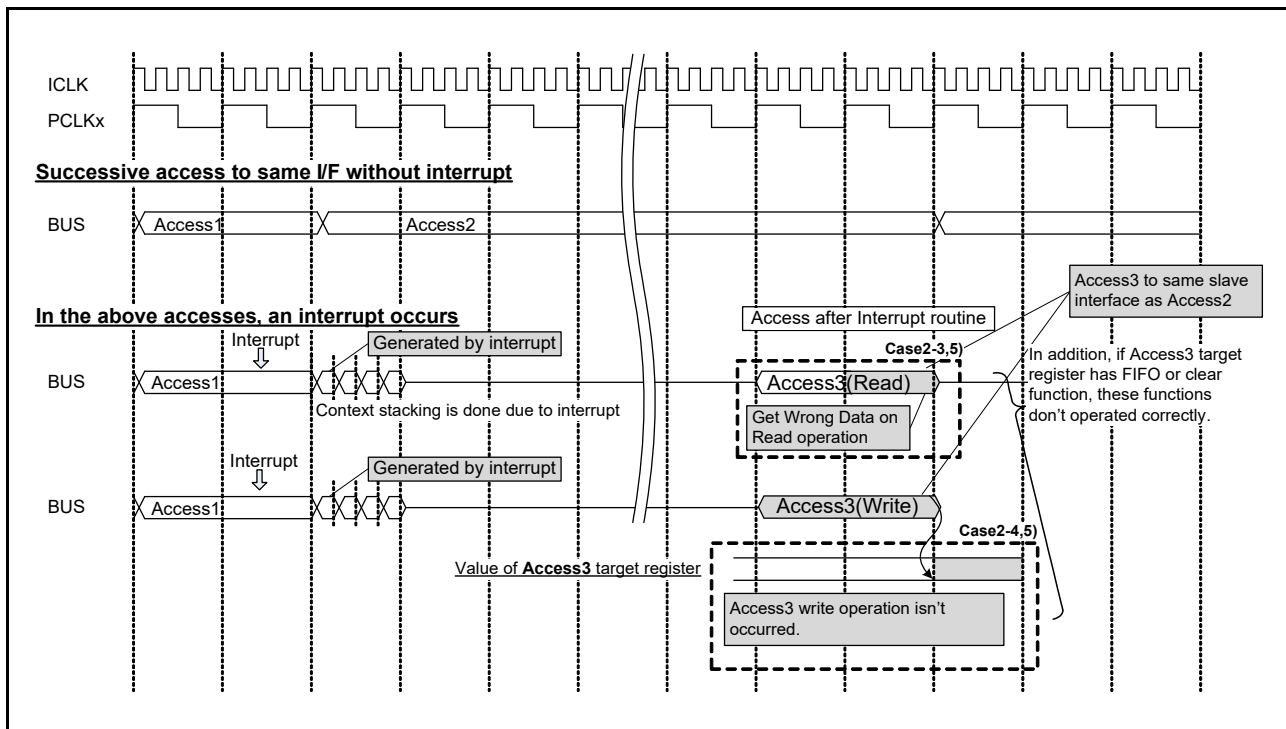 ICLK
PCLKx
Successive access to same I/F without interrupt
BUS
Access1
Access2
Access3 to same slave
interface as Access2
In the above accesses, an interrupt occurs
Access after Interrupt routine
Interrupt
Generated by interrupt
Case2-3,5)
In addition, if Access3 target
register has FIFO or clear
function, these functions
don't operated correctly.
BUS
Access1
Access3(Read)
Context stacking is done due to interrupt
Get Wrong Data on
Read operation
Interrupt
Generated by interrupt
BUS
Access1
Access3(Write)
Case2-4,5)
Value of Access3 target register
Access3 write operation isn't
occurred.